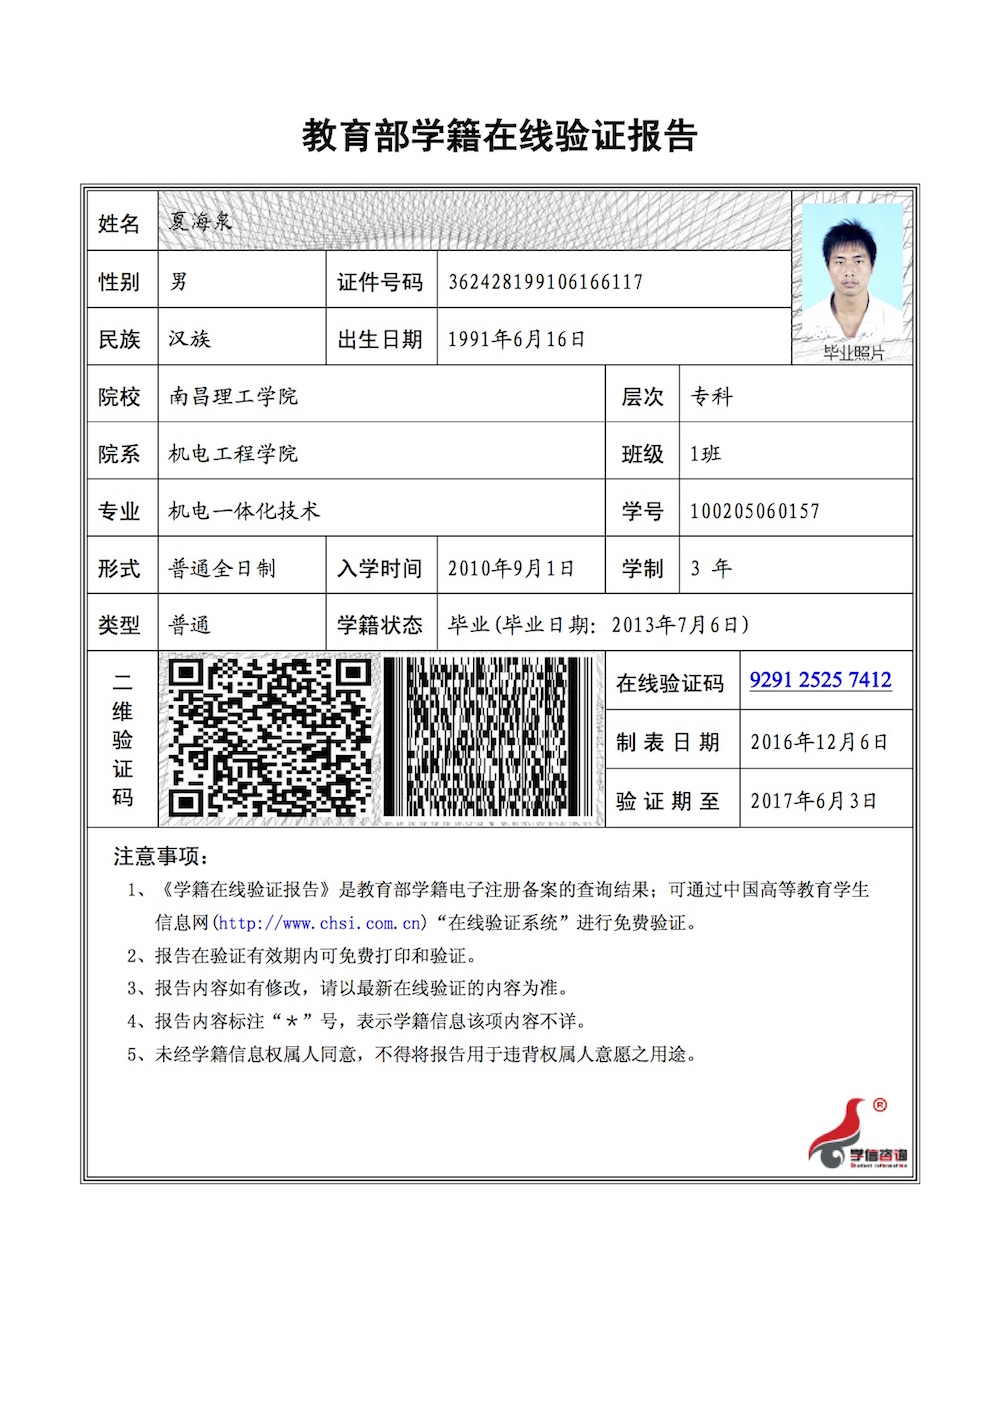 教育部学籍在线验证报告
姓名 夏海泉
性别 男 证件号码 362428199106166117
民族 汉族 出生日期 1991年6月16日
毕业照片
院校 南昌理工学院 层次 专科
院系 机电工程学院 班级 1班
专业 机电一体化技术 学号 100205060157
形式 普通全日制 入学时间 2010年9月1日 学制 3 年
类型 普通 学籍状态 毕业(毕业日期: 2013年7月6日)
二维验证码
在线验证码 9291 2525 7412
制表日期 2016年12月6日
验证期至 2017年6月3日
注意事项：
1、《学籍在线验证报告》是教育部学籍电子注册备案的查询结果；可通过中国高等教育学生
信息网(http://www.chsi.com.cn)“在线验证系统”进行免费验证。
2、报告在验证有效期内可免费打印和验证。
3、报告内容如有修改，请以最新在线验证的内容为准。
4、报告内容标注“＊”号，表示学籍信息该项内容不详。
5、未经学籍信息权属人同意，不得将报告用于违背权属人意愿之用途。
®
学信咨询
Student Information